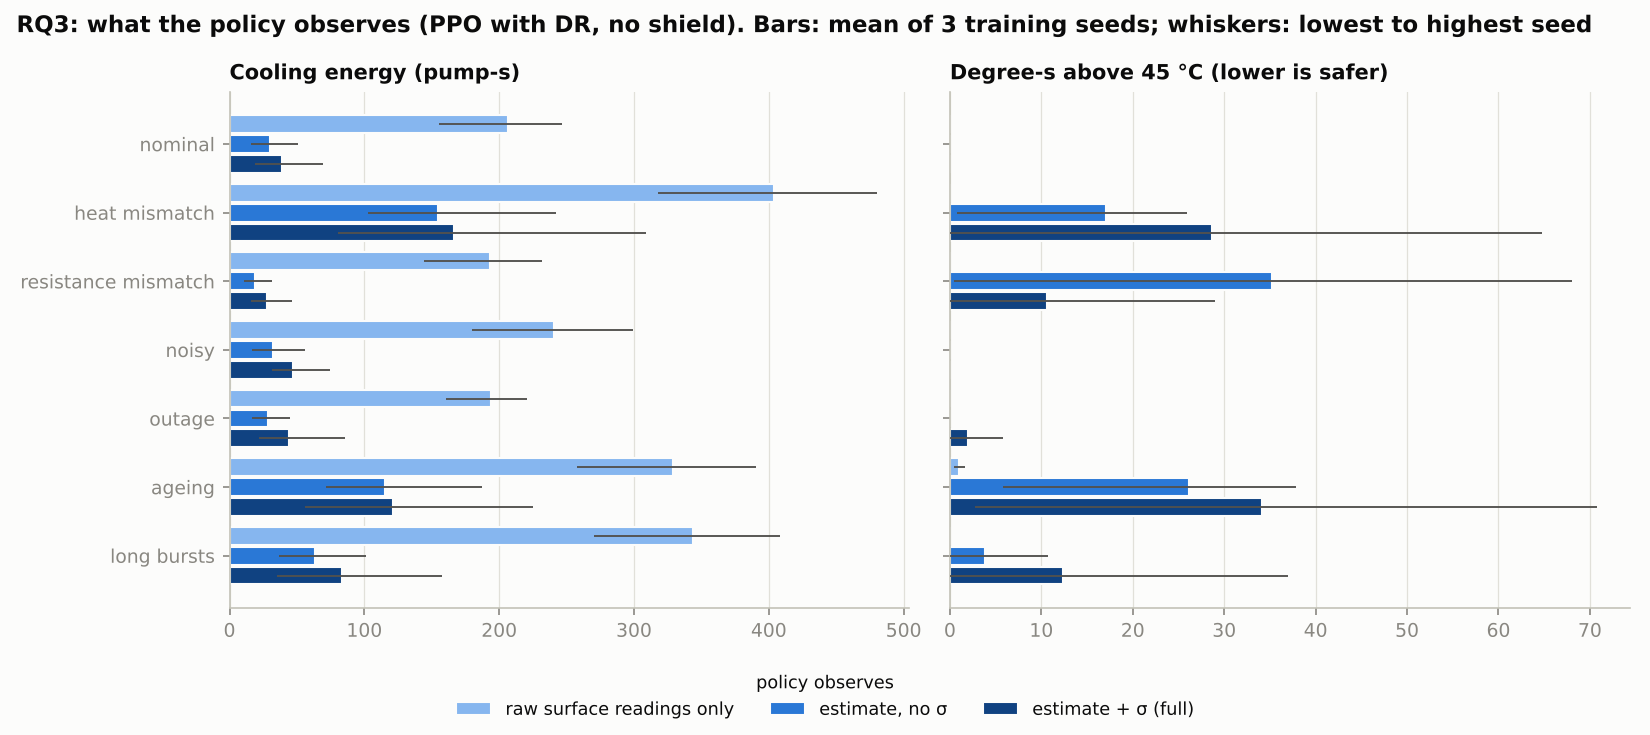 RQ3: what the policy observes (PPO with DR, no shield). Bars: mean of 3 training seeds; whiskers: lowest to highest seed
Cooling energy (pump-s)
Degree-s above 45 °C (lower is safer)
nominal
heat mismatch
resistance mismatch
noisy
outage
ageing
long bursts
0 100 200 300 400 500
0 10 20 30 40 50 60 70
policy observes
raw surface readings only
estimate, no σ
estimate + σ (full)